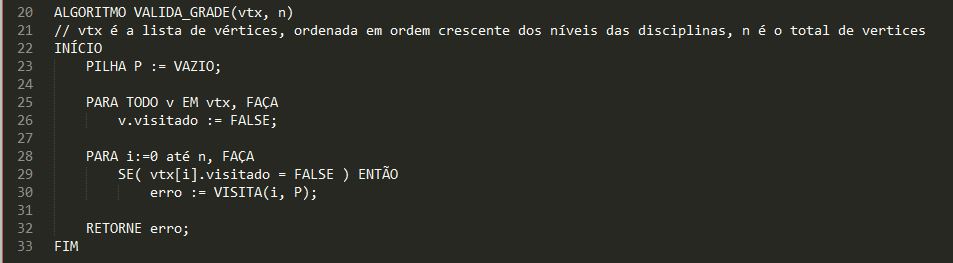 20 ALGORITMO VALIDA_GRADE(vtx, n)
21 // vtx é a lista de vértices, ordenada em ordem crescente dos níveis das disciplinas, n é o total de vertices
22 INÍCIO
23 PILHA P := VAZIO;
24
25 PARA TODO v EM vtx, FAÇA
26 v.visitado := FALSE;
27
28 PARA i:=0 até n, FAÇA
29 SE( vtx[i].visitado = FALSE ) ENTÃO
30 erro := VISITA(i, P);
31
32 RETORNE erro;
33 FIM